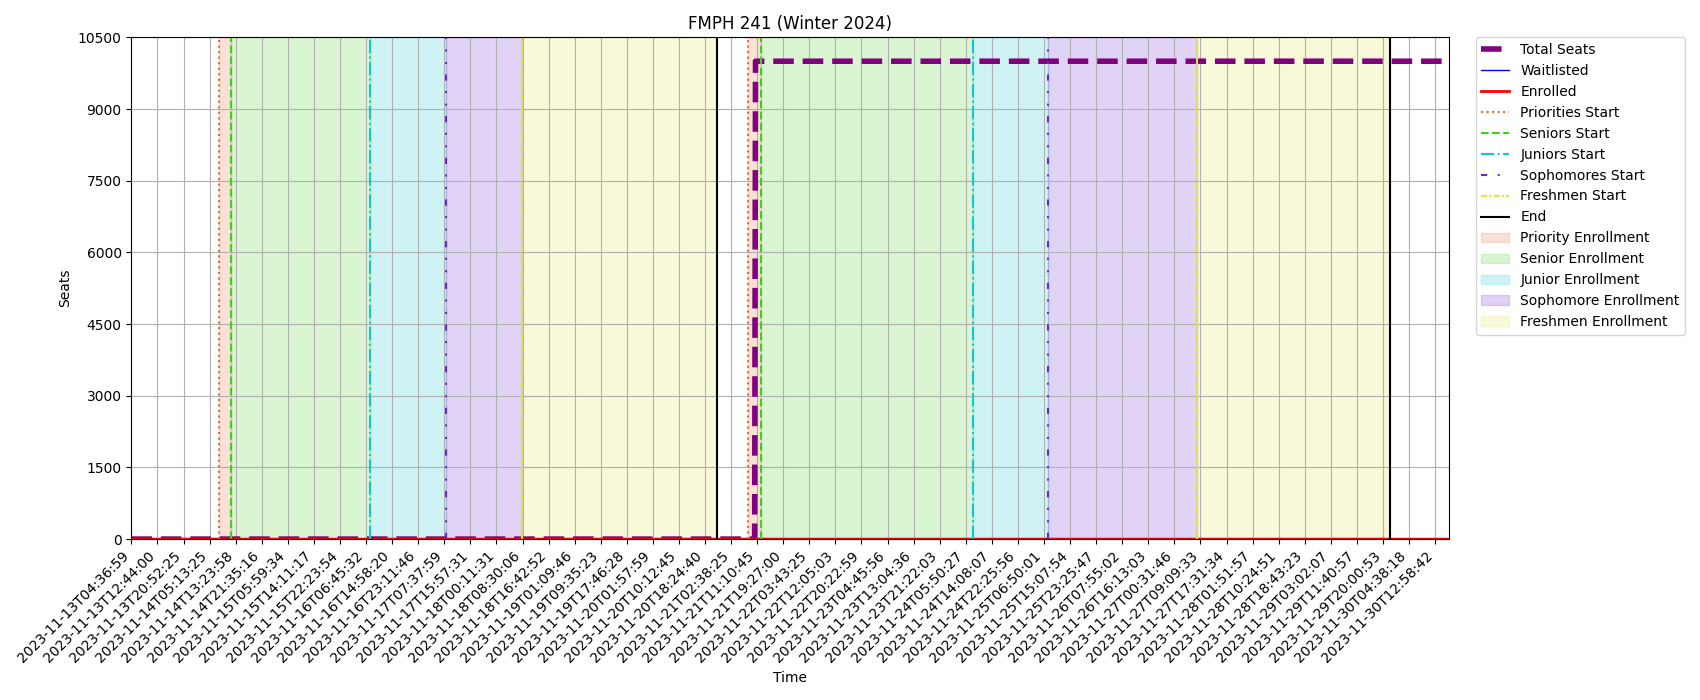 FMPH 241 (Winter 2024)
10500
9000
7500
6000
4500
3000
1500
0
Seats
2023-11-13T04:36:59
2023-11-13T12:44:00
2023-11-13T20:52:25
2023-11-14T05:13:25
2023-11-14T13:23:58
2023-11-14T21:35:16
2023-11-15T05:59:34
2023-11-15T14:11:17
2023-11-15T22:23:54
2023-11-16T06:45:32
2023-11-16T14:58:20
2023-11-16T23:11:46
2023-11-17T07:37:59
2023-11-17T15:57:31
2023-11-18T00:11:31
2023-11-18T08:30:06
2023-11-18T16:42:52
2023-11-19T01:09:46
2023-11-19T09:35:23
2023-11-19T17:46:28
2023-11-20T01:57:59
2023-11-20T10:12:45
2023-11-20T18:24:40
2023-11-21T02:38:25
2023-11-21T11:10:45
2023-11-21T19:27:00
2023-11-22T03:43:25
2023-11-22T12:05:03
2023-11-22T20:22:59
2023-11-23T04:45:56
2023-11-23T13:04:36
2023-11-23T21:22:03
2023-11-24T05:50:27
2023-11-24T14:08:07
2023-11-24T22:25:56
2023-11-25T06:50:01
2023-11-25T15:07:54
2023-11-25T23:25:47
2023-11-26T07:55:02
2023-11-26T16:13:03
2023-11-27T00:31:46
2023-11-27T09:09:33
2023-11-27T17:31:34
2023-11-28T01:51:57
2023-11-28T10:24:51
2023-11-28T18:43:23
2023-11-29T03:02:07
2023-11-29T11:40:57
2023-11-29T20:00:53
2023-11-30T04:38:18
2023-11-30T12:58:42
Time
Total Seats
Waitlisted
Enrolled
Priorities Start
Seniors Start
Juniors Start
Sophomores Start
Freshmen Start
End
Priority Enrollment
Senior Enrollment
Junior Enrollment
Sophomore Enrollment
Freshmen Enrollment